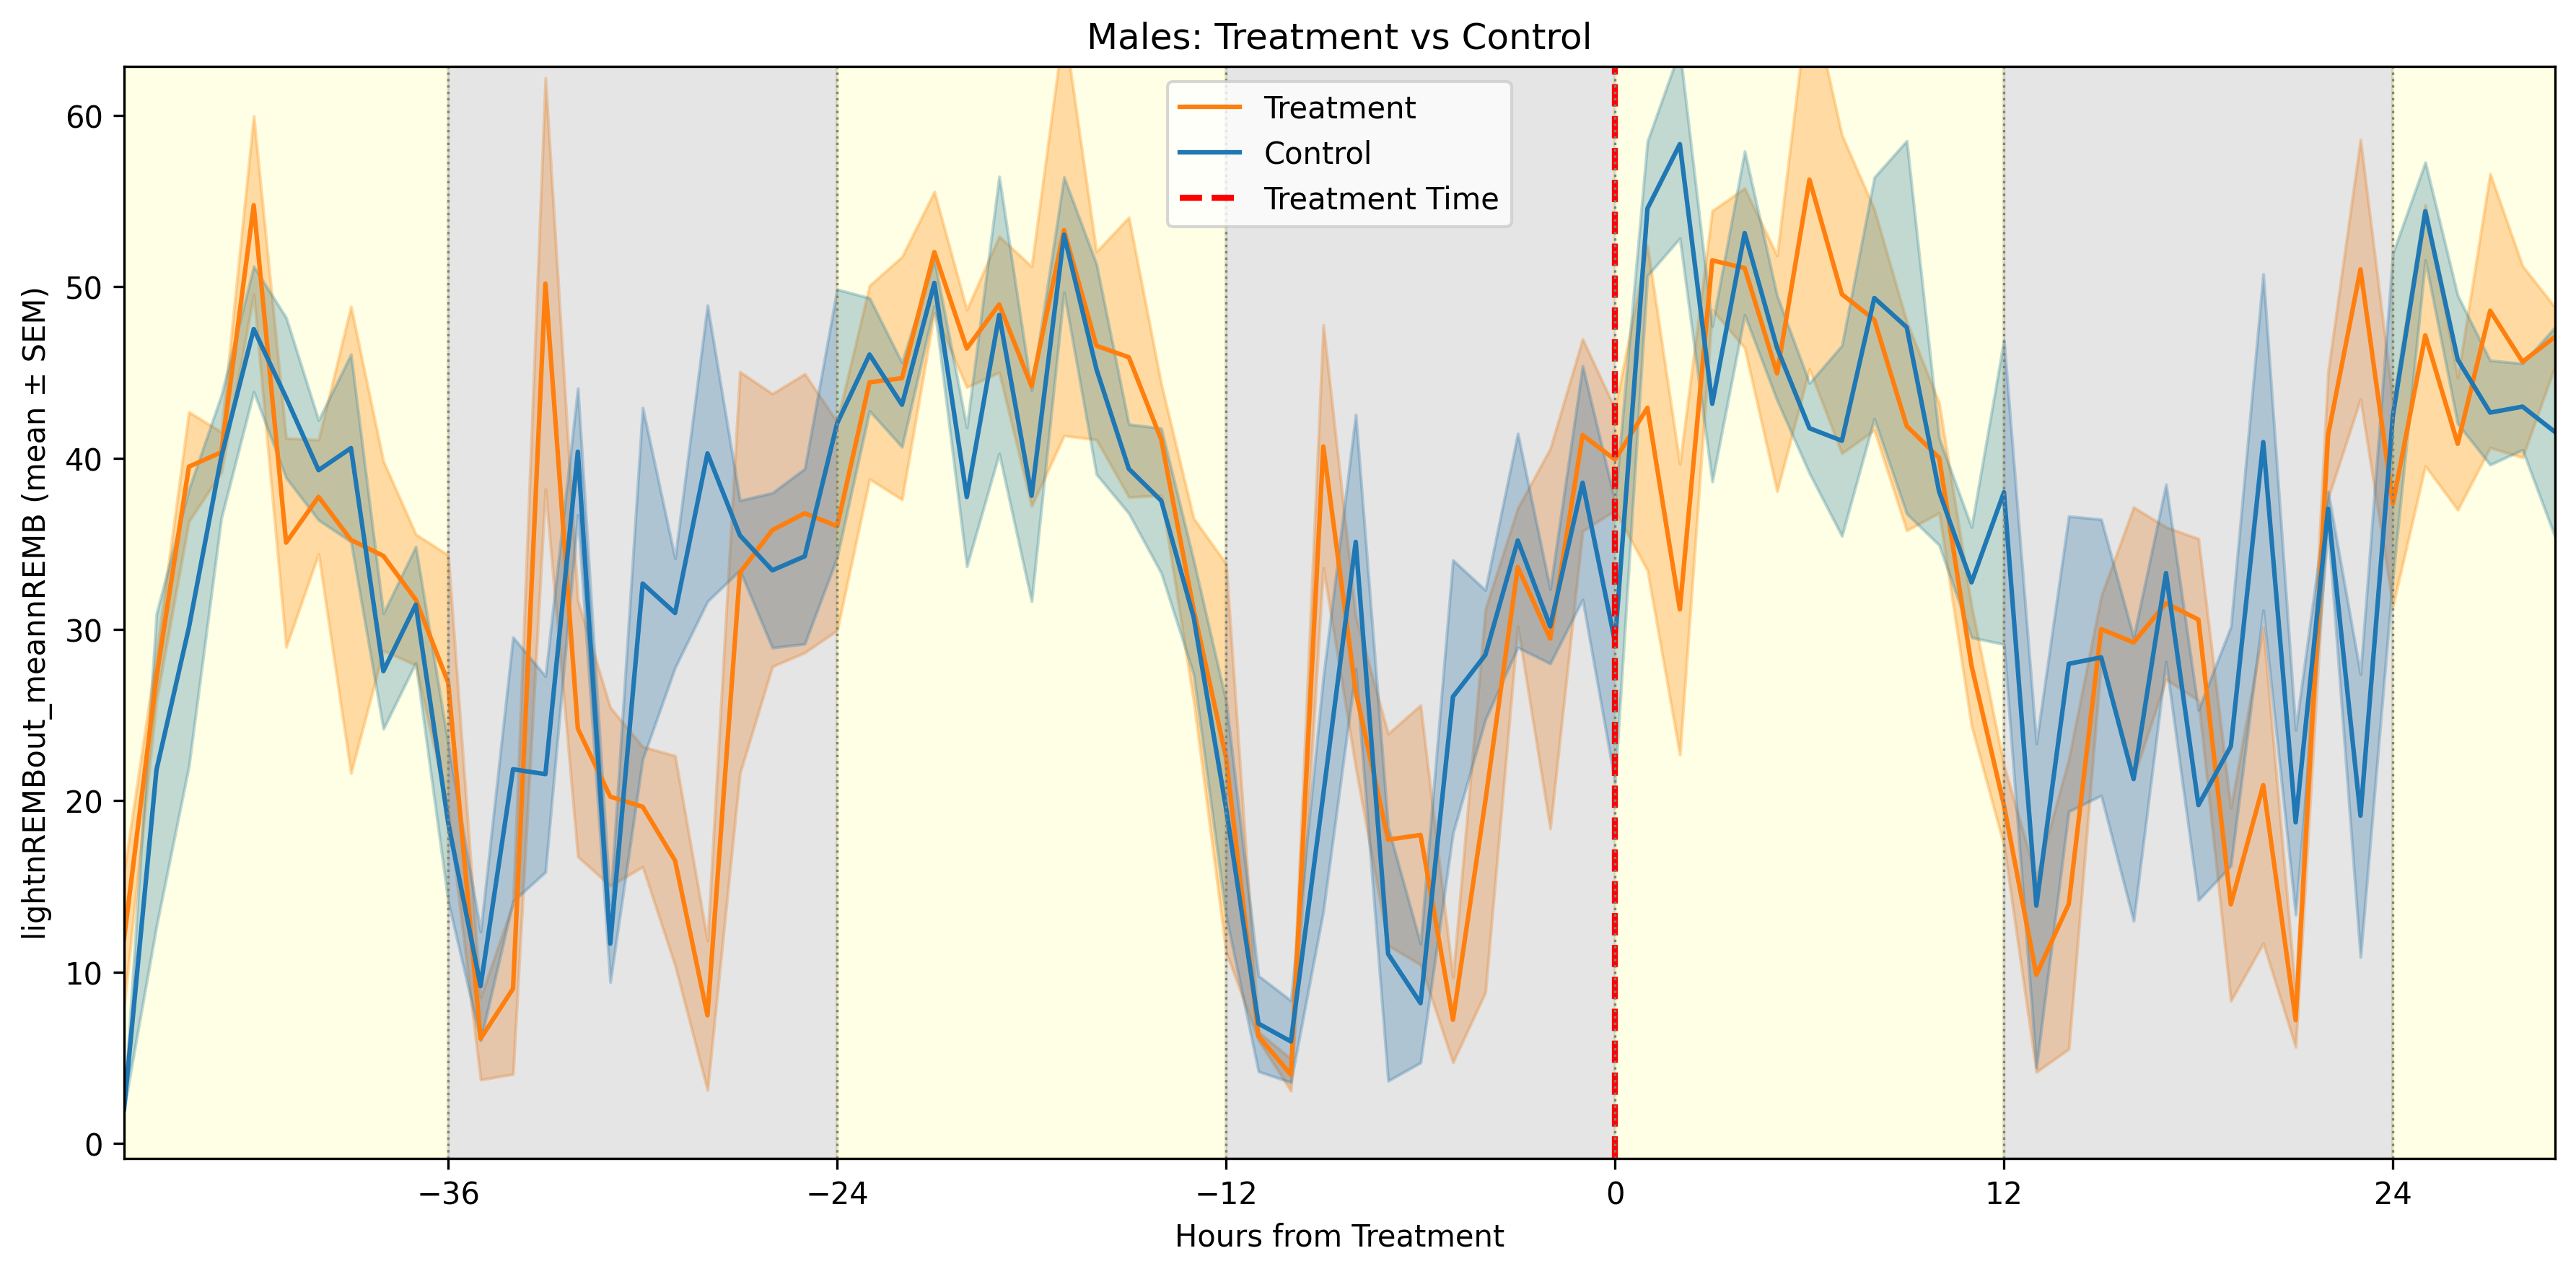 Males: Treatment vs Control
Treatment
Control
Treatment Time
lightnREMBout_meannREMB (mean ± SEM)
60
50
40
30
20
10
0
−36
−24
−12
0
12
24
Hours from Treatment